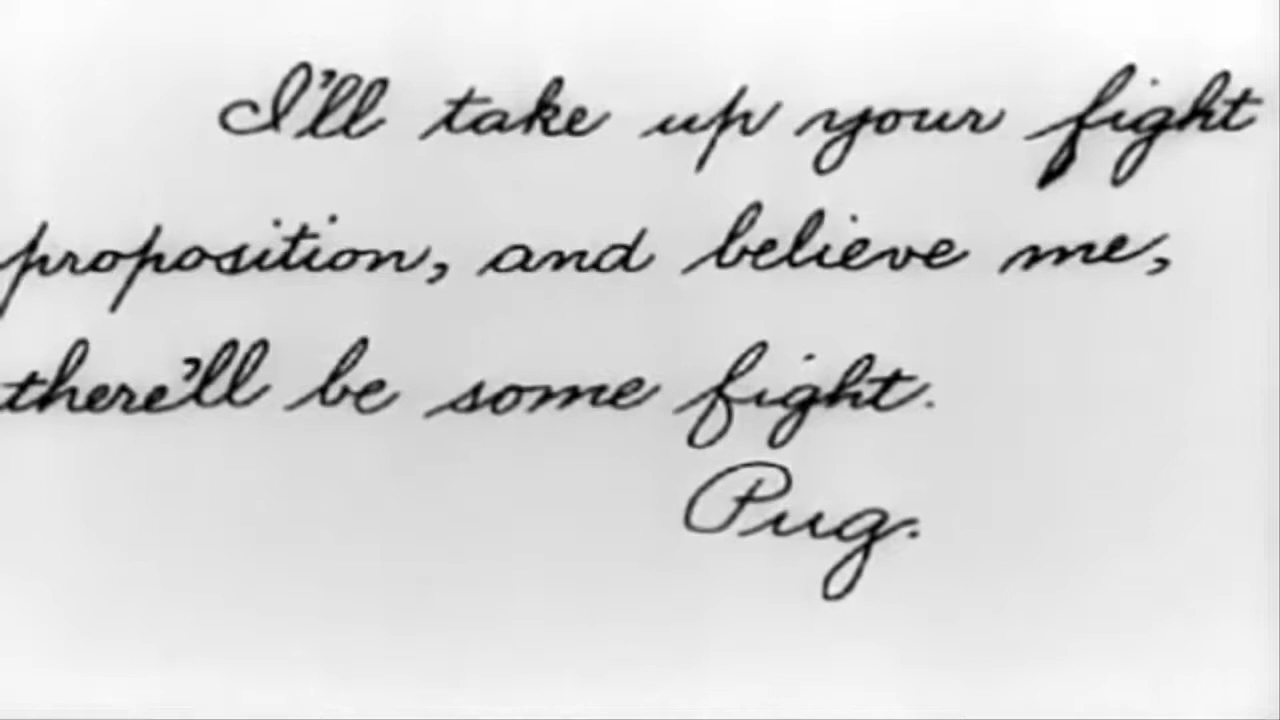 I'll take up your fight
proposition, and believe me,
there'll be some fight.
Pug.